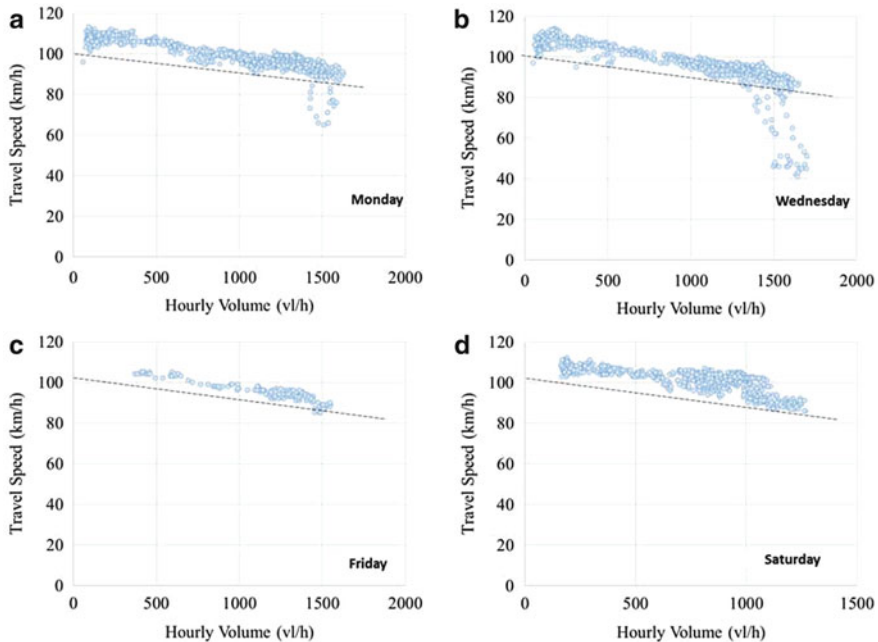 a
120
100
80
60
40
20
0
Travel Speed (km/h)
Monday
0 500 1000 1500 2000
Hourly Volume (vl/h)
b
120
100
80
60
40
20
0
Travel Speed (km/h)
Wednesday
0 500 1000 1500 2000
Hourly Volume (vl/h)
c
120
100
80
60
40
20
0
Travel Speed (km/h)
Friday
0 500 1000 1500 2000
Hourly Volume (vl/h)
d
120
100
80
60
40
20
0
Travel Speed (km/h)
Saturday
0 500 1000 1500
Hourly Volume (vl/h)